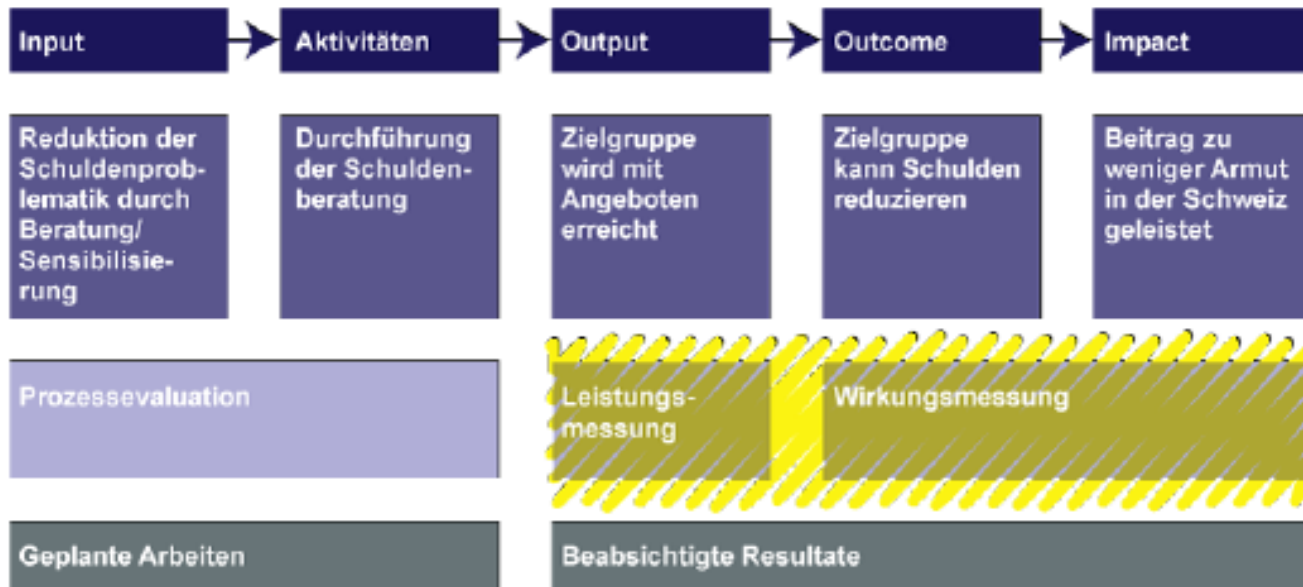 Input
Aktivitäten
Output
Outcome
Impact
Reduktion der
Schuldenprob-
lematik durch
Beratung/
Sensibilisie-
rung
Durchführung
der Schulden-
beratung
Zielgruppe
wird mit
Angeboten
erreicht
Zielgruppe
kann Schulden
reduzieren
Beitrag zu
weniger Armut
in der Schweiz
geleistet
Prozessevaluation
Leistungs-
messung
Wirkungsmessung
Geplante Arbeiten
Beabsichtigte Resultate